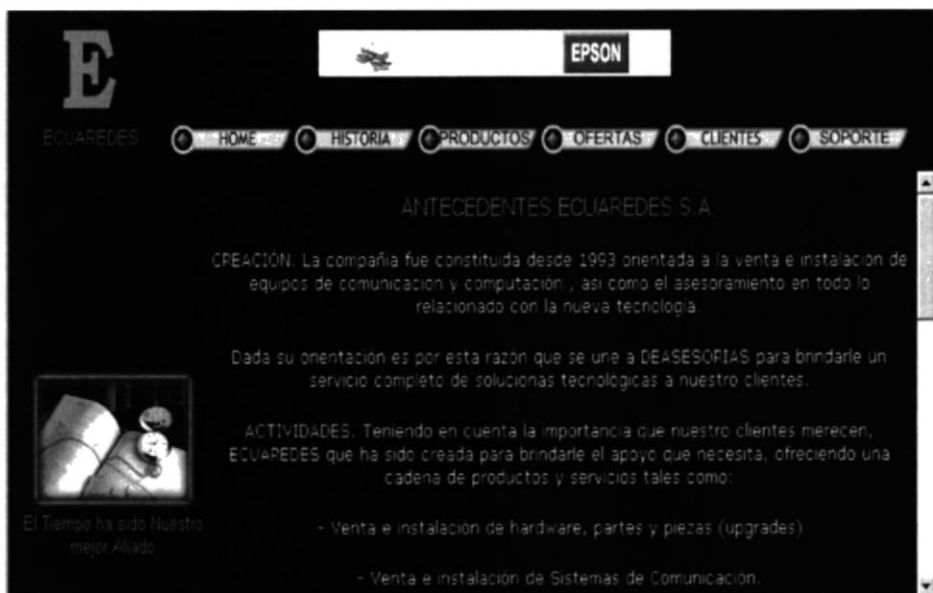 E
EPSON
ECUAREDES
HOME HISTORIA PRODUCTOS OFERTAS CLIENTES SOPORTE
ANTECEDENTES ECUAREDES S.A.
CREACIÓN. La compañia fue constituida desde 1993 orientada a la venta e instalación de
equipos de comunicación y computación , asi como el asesoramiento en todo lo
relacionado con la nueva tecnologia.
Dada su orientación es por esta razón que se une a DEASESORIAS para brindarle un
servicio completo de solucionas tecnológicas a nuestro clientes.
ACTIVIDADES. Teniendo en cuenta la importancia que nuestro clientes merecen,
ECUAREDES que ha sido creada para brindarle el apoyo que necesita, ofreciendo una
cadena de productos y servicios tales como:
- Venta e instalación de hardware, partes y piezas (upgrades)
- Venta e instalación de Sistemas de Comunicación.
El Tiempo ha sido Nuestro
mejor Aliado